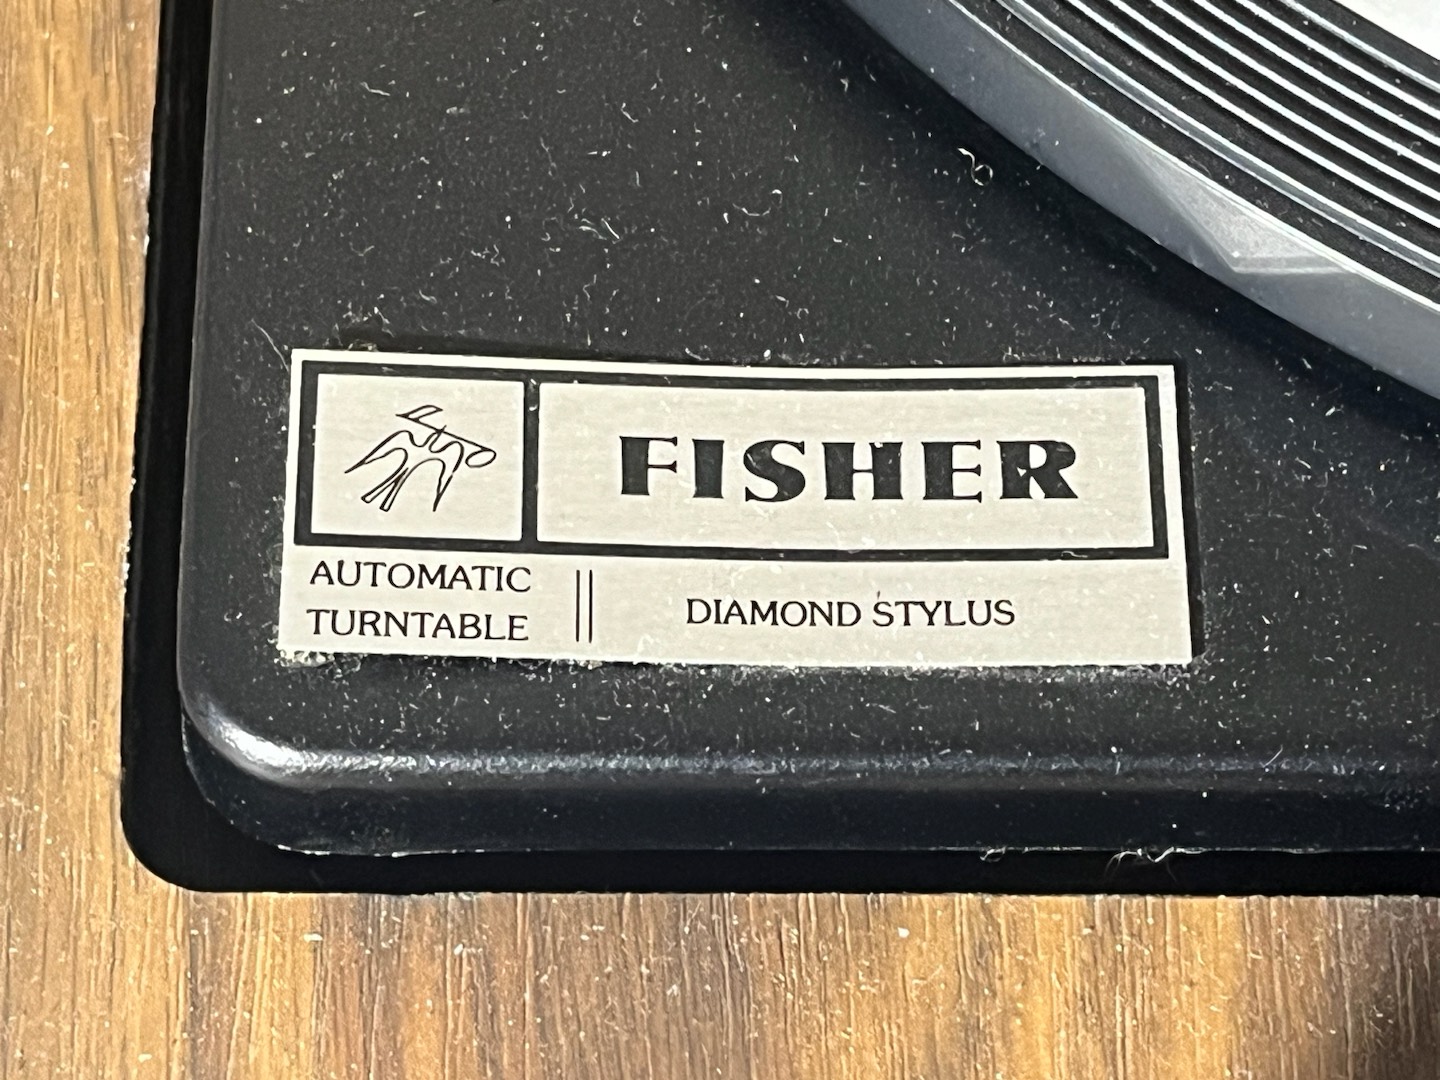 FISHER
AUTOMATIC
TURNTABLE
DIAMOND STYLUS